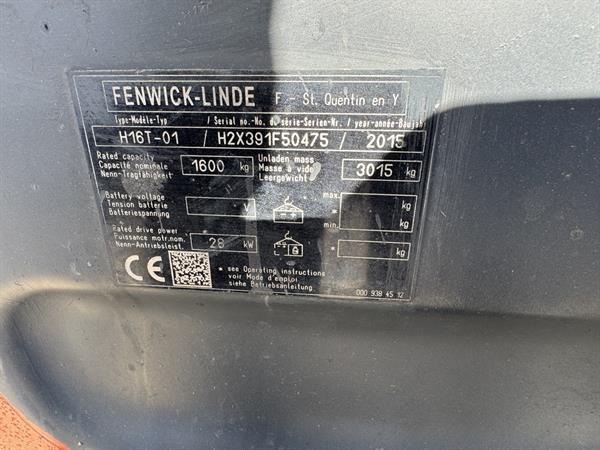 FENWICK-LINDE F - St. Quentin en Y
Type-Modèle-Typ / Serial no.-No. de série-Serien-Nr. / year-année-Baujahr
H16T-01 / H2X391F50475 / 2015
Rated capacity
Capacité nominale
Nenn-Tragfähigkeit
1600 kg
Unladen mass
Masse à vide
Leergewicht
3015 kg
Battery voltage
Tension batterie
Batteriespannung
V
max.
* kg
min.
* kg
Rated drive power
Puissance motr.nom.
Nenn-Antriebsleist.
28 kW
* kg
CE
* see Operating instructions
voir Mode d'emploi
siehe Betriebsanleitung
000 938 45 12